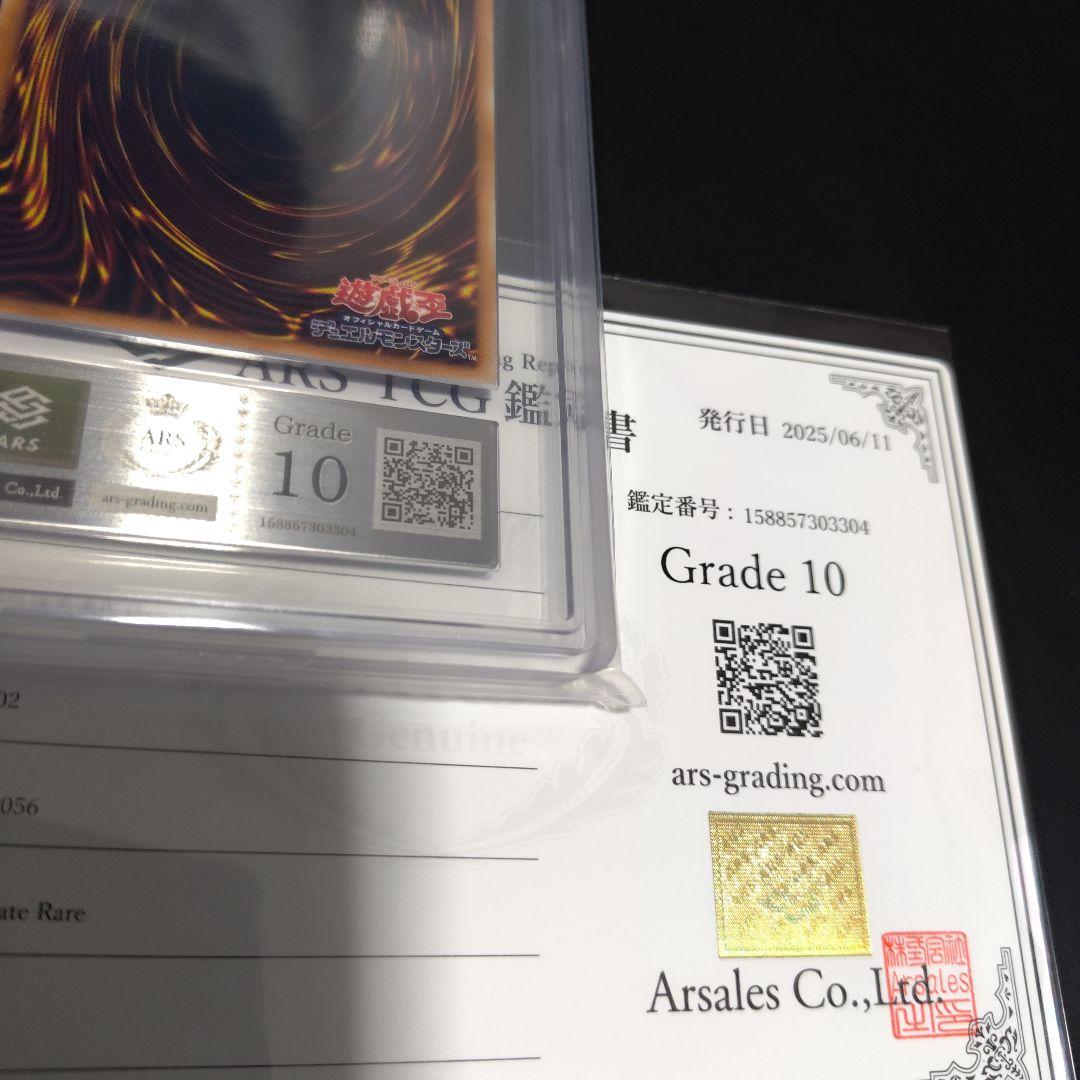 遊戯王
オフィシャルカードゲーム
デュエルモンスターズ
ng Rep
ARS TCG 鑑定書
ARS
Co.,Ltd.
ARS
ars-grading.com
Grade
10
158857303304
発行日 2025/06/11
鑑定番号：158857303304
Grade 10
ars-grading.com
Genuine
02
056
ate Rare
Arsales Co.,Ltd.
Arsales